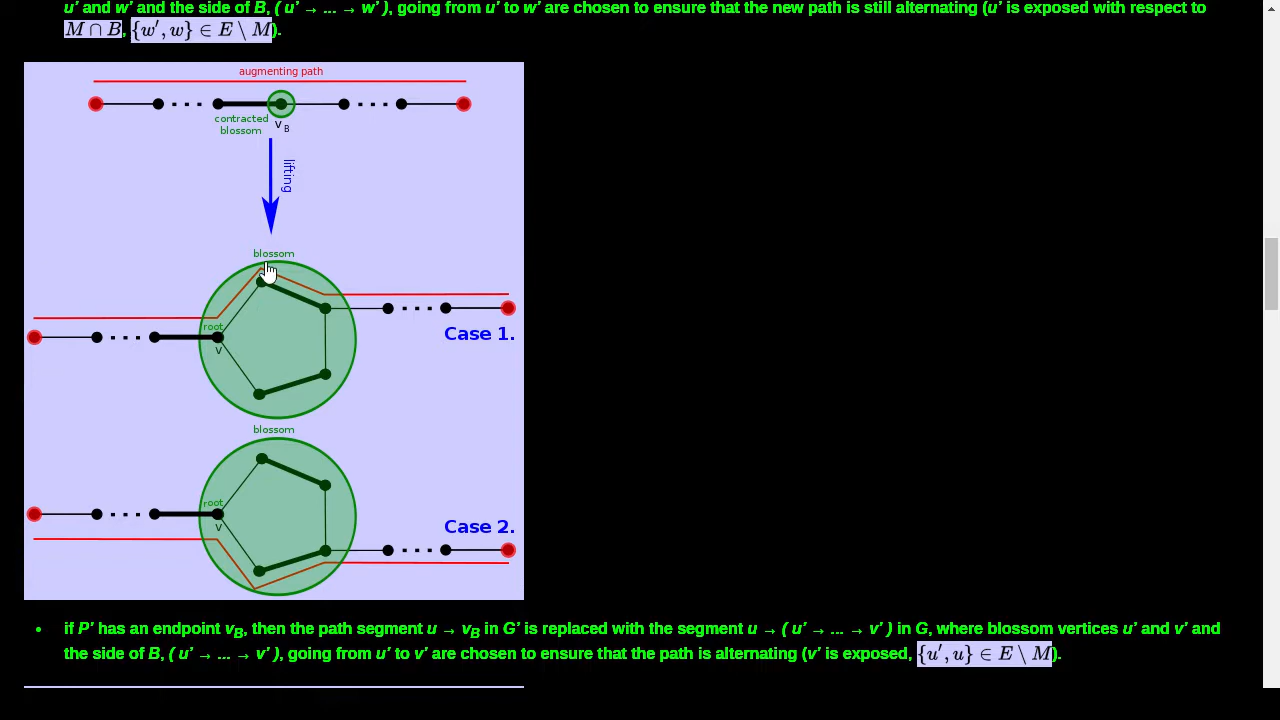 u′ and w′ and the side of B, ( u′ → ... → w′ ), going from u′ to w′ are chosen to ensure that the new path is still alternating (u′ is exposed with respect to
M ∩ B, {w′, w} ∈ E \ M).
augmenting path
contracted
blossom
v_B
lifting
blossom
root
v
Case 1.
blossom
root
v
Case 2.
• if P′ has an endpoint v_B, then the path segment u → v_B in G′ is replaced with the segment u → ( u′ → ... → v′ ) in G, where blossom vertices u′ and v′ and
the side of B, ( u′ → ... → v′ ), going from u′ to v′ are chosen to ensure that the path is alternating (v′ is exposed, {u′, u} ∈ E \ M).